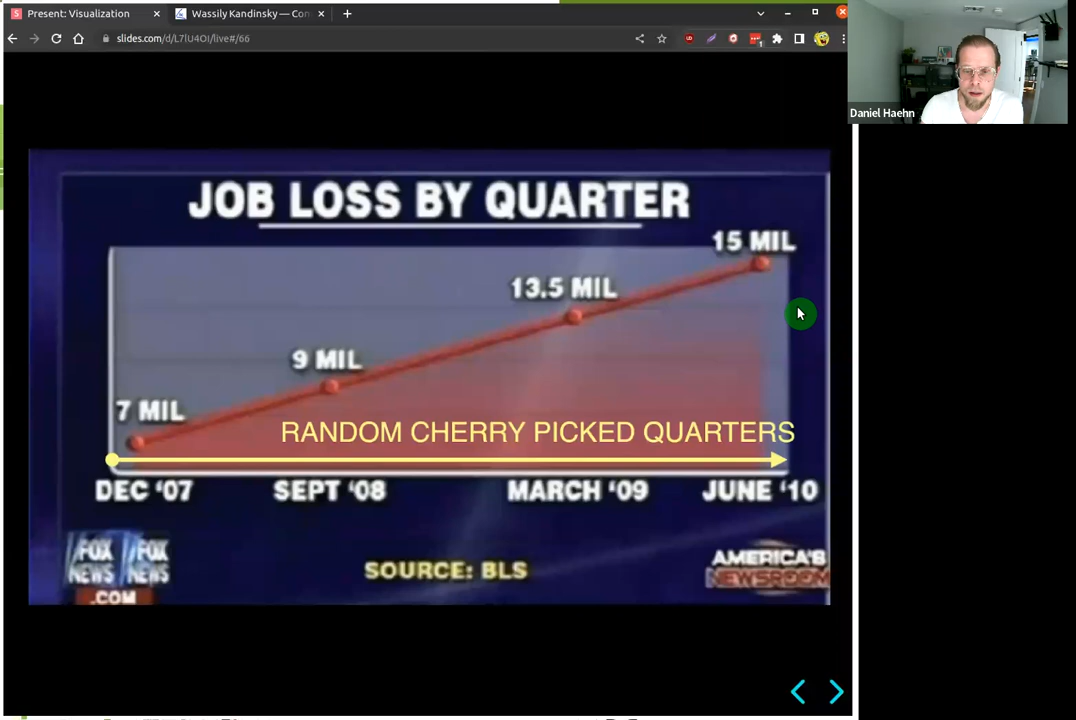 Present: Visualization
Wassily Kandinsky — Con
slides.com/d/L7lU4OI/live#/66
1
Daniel Haehn
JOB LOSS BY QUARTER
15 MIL
13.5 MIL
9 MIL
7 MIL
RANDOM CHERRY PICKED QUARTERS
DEC '07 SEPT '08 MARCH '09 JUNE '10
FOX NEWS FOX NEWS
.COM
SOURCE: BLS
AMERICA'S
NEWSROOM